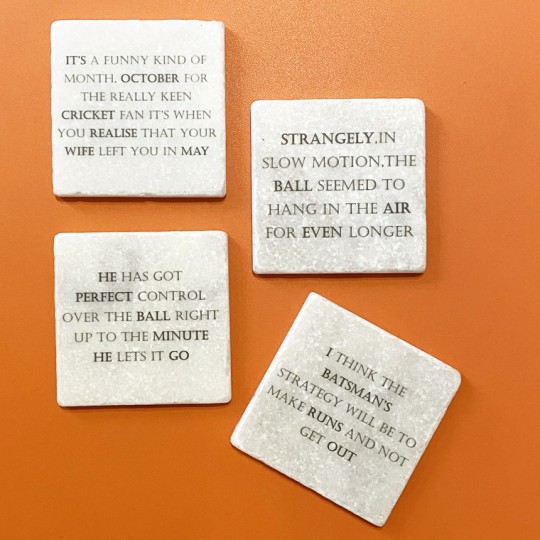 IT'S A FUNNY KIND OF
MONTH, OCTOBER FOR
THE REALLY KEEN
CRICKET FAN IT'S WHEN
YOU REALISE THAT YOUR
WIFE LEFT YOU IN MAY
STRANGELY,IN
SLOW MOTION,THE
BALL SEEMED TO
HANG IN THE AIR
FOR EVEN LONGER
HE HAS GOT
PERFECT CONTROL
OVER THE BALL RIGHT
UP TO THE MINUTE
HE LETS IT GO
I THINK THE
BATSMAN'S
STRATEGY WILL BE TO
MAKE RUNS AND NOT
GET OUT